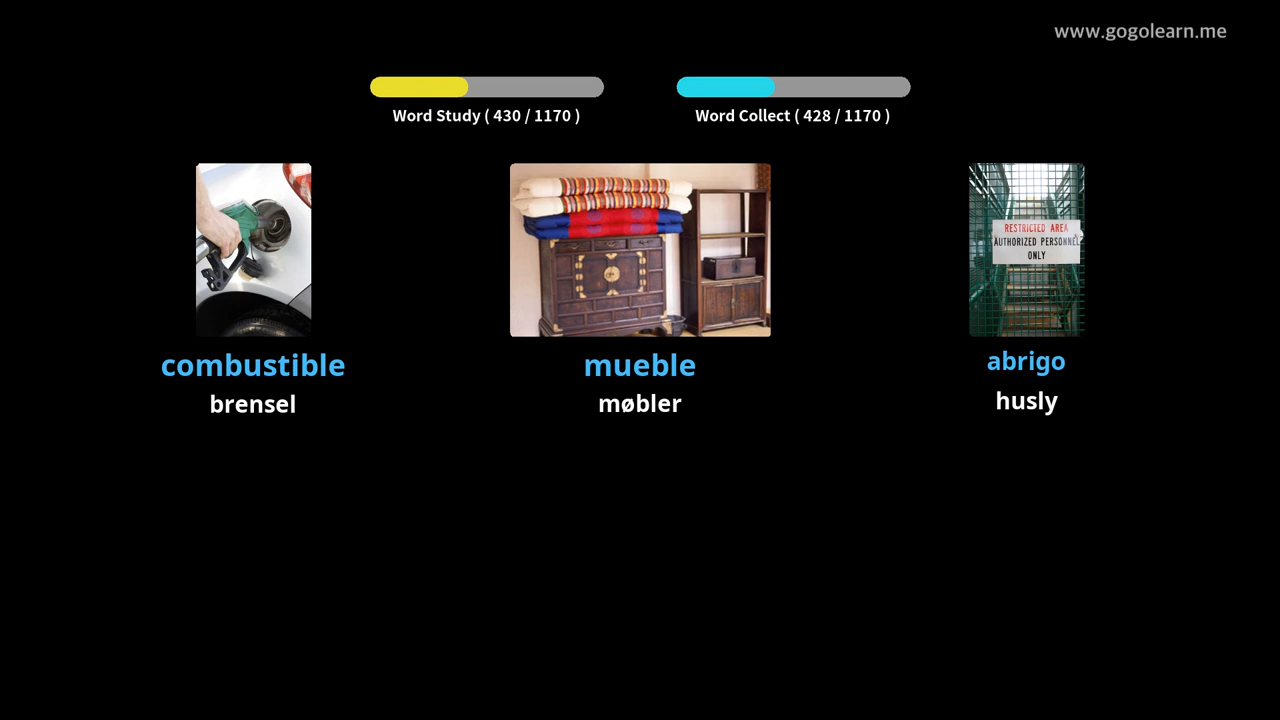 www.gogolearn.me
Word Study ( 430 / 1170 )
Word Collect ( 428 / 1170 )
RESTRICTED AREA
AUTHORIZED PERSONNEL
ONLY
combustible
mueble
abrigo
brensel
møbler
husly